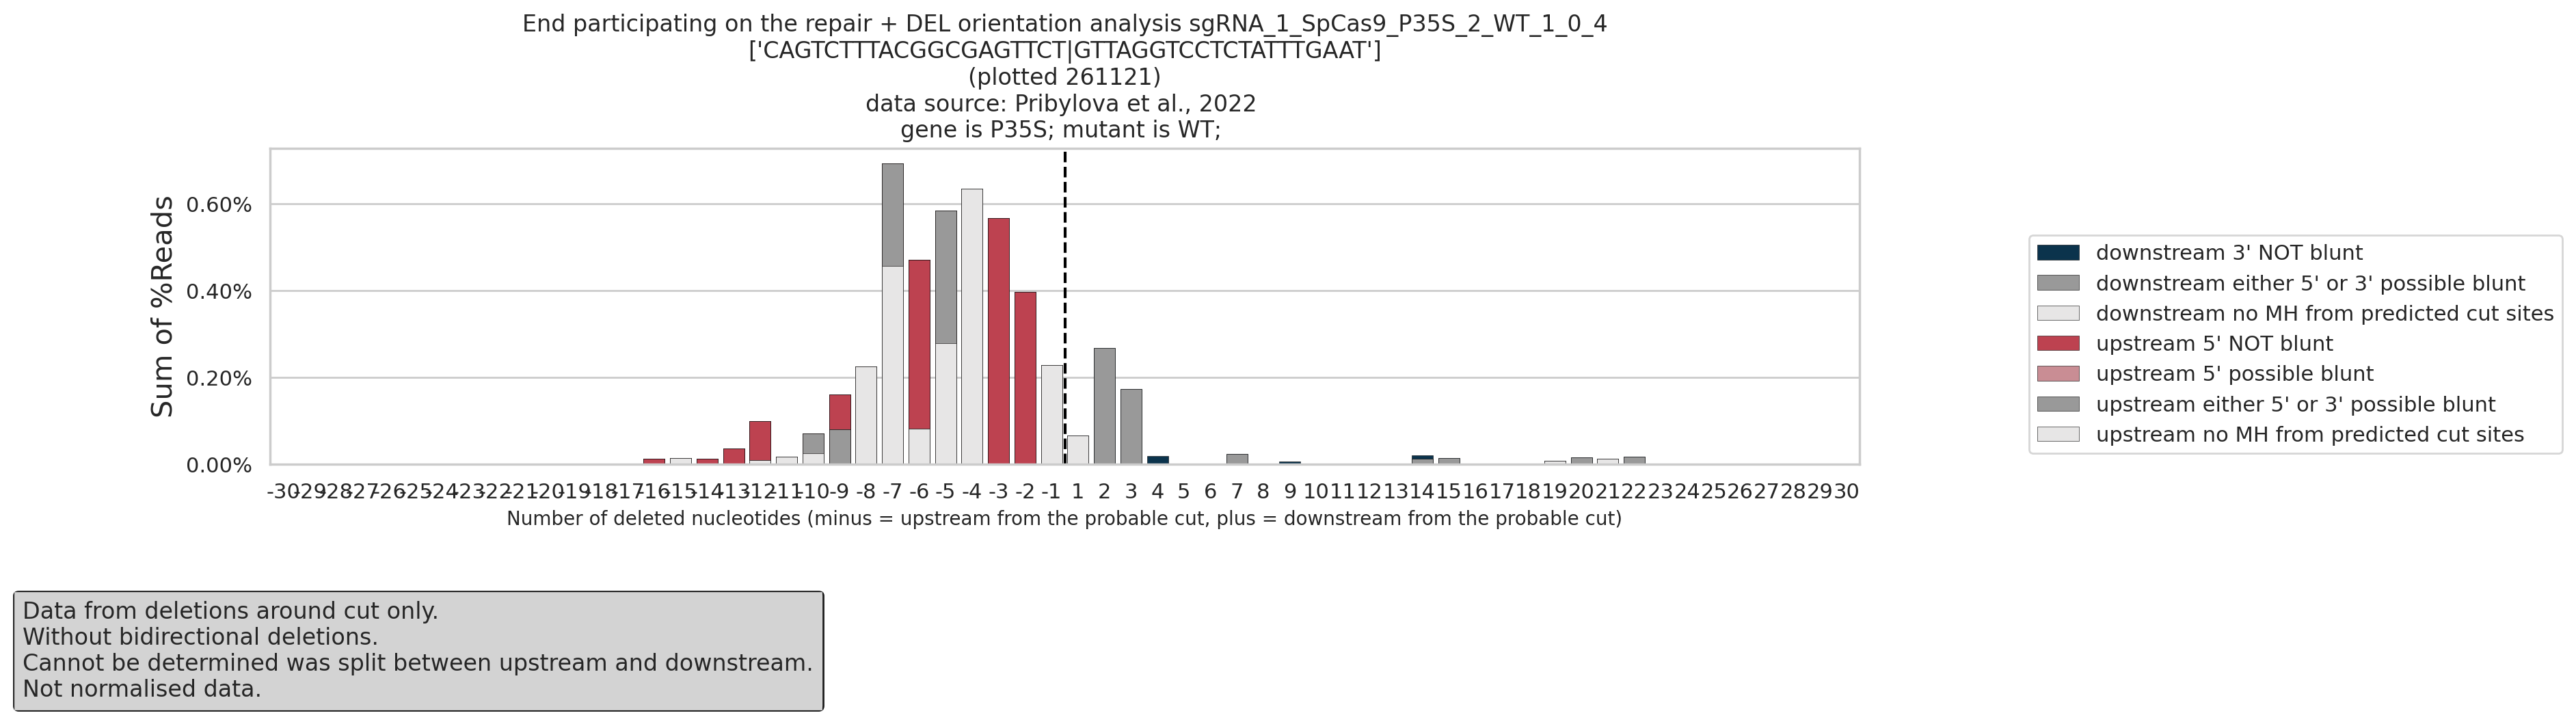 End participating on the repair + DEL orientation analysis sgRNA_1_SpCas9_P35S_2_WT_1_0_4
['CAGTCTTTACGGCGAGTTCT|GTTAGGTCCTCTATTTGAAT']
(plotted 261121)
data source: Pribylova et al., 2022
gene is P35S; mutant is WT;
Sum of %Reads
0.60%
0.40%
0.20%
0.00%
-30 -29 -28 -27 -26 -25 -24 -23 -22 -21 -20 -19 -18 -17 -16 -15 -14 -13 -12 -11 -10 -9 -8 -7 -6 -5 -4 -3 -2 -1 1 2 3 4 5 6 7 8 9 10 11 12 13 14 15 16 17 18 19 20 21 22 23 24 25 26 27 28 29 30
Number of deleted nucleotides (minus = upstream from the probable cut, plus = downstream from the probable cut)
downstream 3' NOT blunt
downstream either 5' or 3' possible blunt
downstream no MH from predicted cut sites
upstream 5' NOT blunt
upstream 5' possible blunt
upstream either 5' or 3' possible blunt
upstream no MH from predicted cut sites
Data from deletions around cut only.
Without bidirectional deletions.
Cannot be determined was split between upstream and downstream.
Not normalised data.